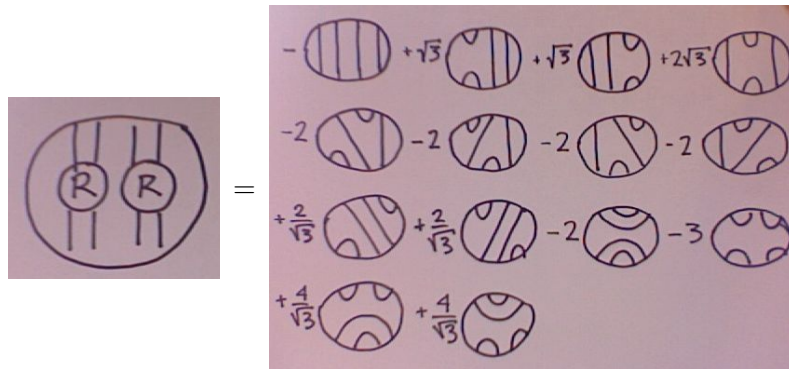 - +√3 +√3 +2√3
-2 -2 -2 -2
R R =
+2/√3 +2/√3 -2 -3
+4/√3 +4/√3